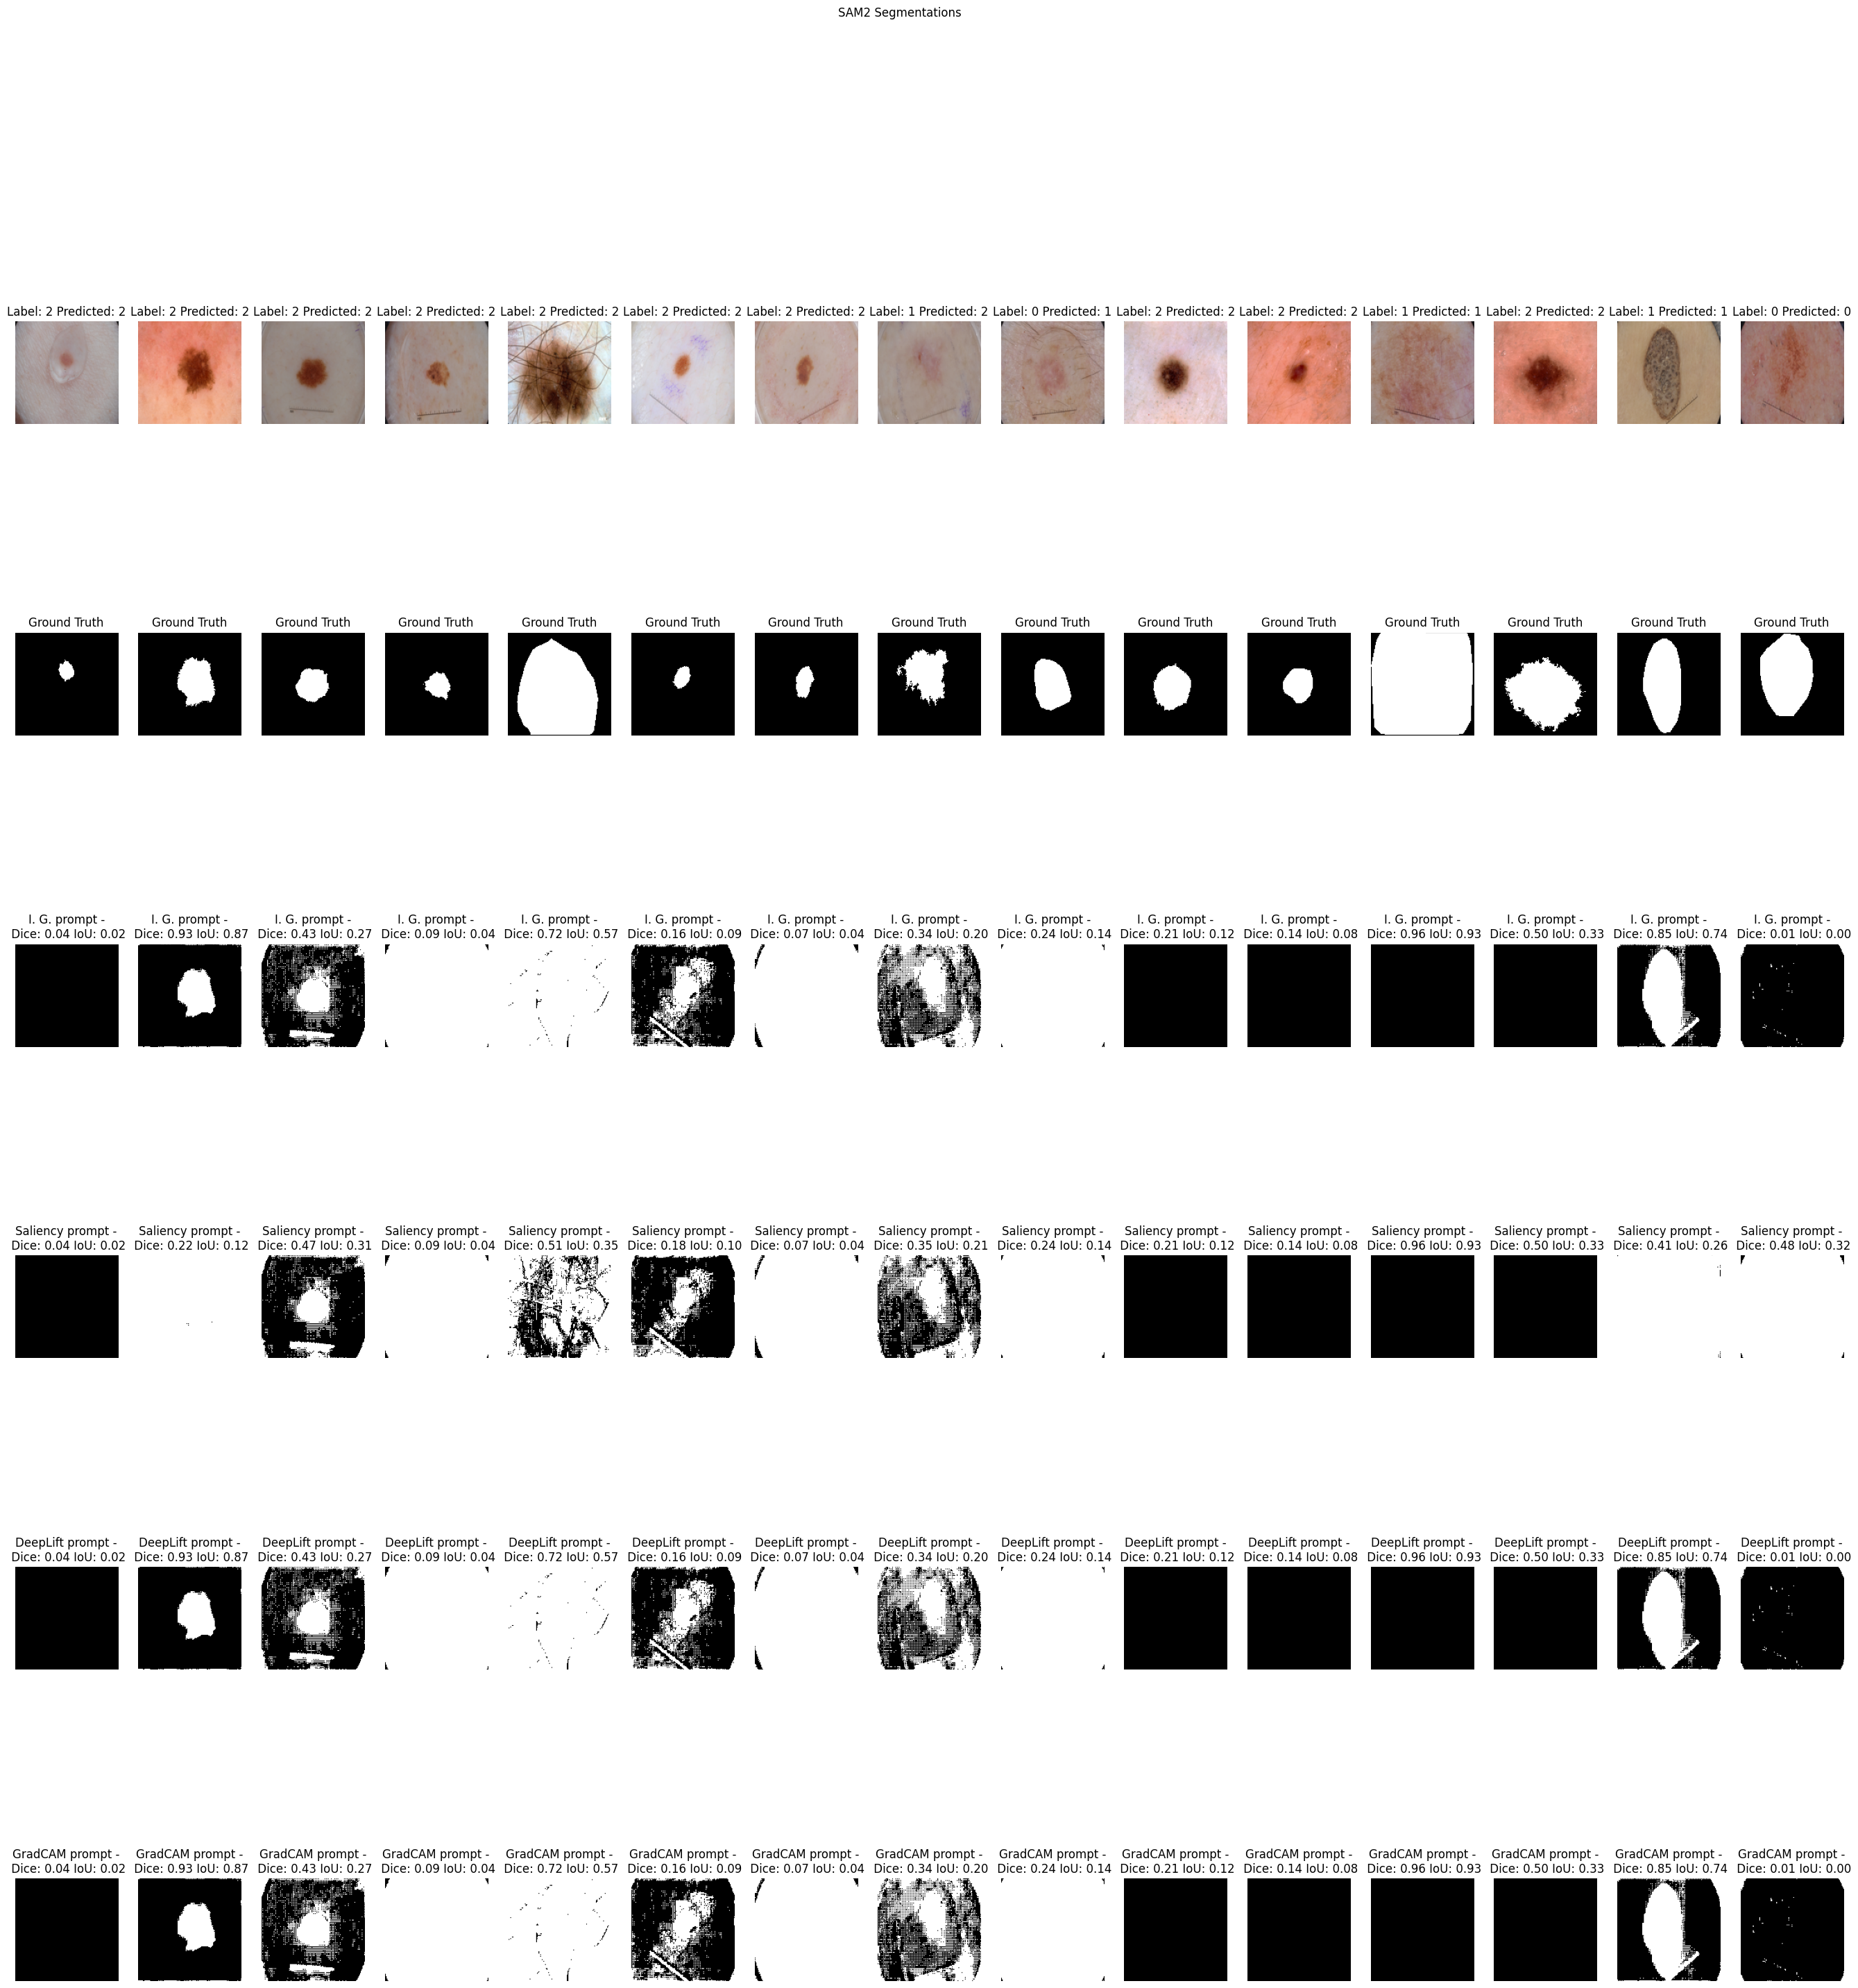 SAM2 Segmentations
Label: 2 Predicted: 2 Label: 2 Predicted: 2 Label: 2 Predicted: 2 Label: 2 Predicted: 2 Label: 2 Predicted: 2 Label: 2 Predicted: 2 Label: 2 Predicted: 2 Label: 1 Predicted: 2 Label: 0 Predicted: 1 Label: 2 Predicted: 2 Label: 2 Predicted: 2 Label: 1 Predicted: 1 Label: 2 Predicted: 2 Label: 1 Predicted: 1 Label: 0 Predicted: 0
Ground Truth Ground Truth Ground Truth Ground Truth Ground Truth Ground Truth Ground Truth Ground Truth Ground Truth Ground Truth Ground Truth Ground Truth Ground Truth Ground Truth Ground Truth
I. G. prompt - I. G. prompt - I. G. prompt - I. G. prompt - I. G. prompt - I. G. prompt - I. G. prompt - I. G. prompt - I. G. prompt - I. G. prompt - I. G. prompt - I. G. prompt - I. G. prompt - I. G. prompt - I. G. prompt -
Dice: 0.04 IoU: 0.02 Dice: 0.93 IoU: 0.87 Dice: 0.43 IoU: 0.27 Dice: 0.09 IoU: 0.04 Dice: 0.72 IoU: 0.57 Dice: 0.16 IoU: 0.09 Dice: 0.07 IoU: 0.04 Dice: 0.34 IoU: 0.20 Dice: 0.24 IoU: 0.14 Dice: 0.21 IoU: 0.12 Dice: 0.14 IoU: 0.08 Dice: 0.96 IoU: 0.93 Dice: 0.50 IoU: 0.33 Dice: 0.85 IoU: 0.74 Dice: 0.01 IoU: 0.00
Saliency prompt - Saliency prompt - Saliency prompt - Saliency prompt - Saliency prompt - Saliency prompt - Saliency prompt - Saliency prompt - Saliency prompt - Saliency prompt - Saliency prompt - Saliency prompt - Saliency prompt - Saliency prompt - Saliency prompt -
Dice: 0.04 IoU: 0.02 Dice: 0.22 IoU: 0.12 Dice: 0.47 IoU: 0.31 Dice: 0.09 IoU: 0.04 Dice: 0.51 IoU: 0.35 Dice: 0.18 IoU: 0.10 Dice: 0.07 IoU: 0.04 Dice: 0.35 IoU: 0.21 Dice: 0.24 IoU: 0.14 Dice: 0.21 IoU: 0.12 Dice: 0.14 IoU: 0.08 Dice: 0.96 IoU: 0.93 Dice: 0.50 IoU: 0.33 Dice: 0.41 IoU: 0.26 Dice: 0.48 IoU: 0.32
DeepLift prompt - DeepLift prompt - DeepLift prompt - DeepLift prompt - DeepLift prompt - DeepLift prompt - DeepLift prompt - DeepLift prompt - DeepLift prompt - DeepLift prompt - DeepLift prompt - DeepLift prompt - DeepLift prompt - DeepLift prompt - DeepLift prompt -
Dice: 0.04 IoU: 0.02 Dice: 0.93 IoU: 0.87 Dice: 0.43 IoU: 0.27 Dice: 0.09 IoU: 0.04 Dice: 0.72 IoU: 0.57 Dice: 0.16 IoU: 0.09 Dice: 0.07 IoU: 0.04 Dice: 0.34 IoU: 0.20 Dice: 0.24 IoU: 0.14 Dice: 0.21 IoU: 0.12 Dice: 0.14 IoU: 0.08 Dice: 0.96 IoU: 0.93 Dice: 0.50 IoU: 0.33 Dice: 0.85 IoU: 0.74 Dice: 0.01 IoU: 0.00
GradCAM prompt - GradCAM prompt - GradCAM prompt - GradCAM prompt - GradCAM prompt - GradCAM prompt - GradCAM prompt - GradCAM prompt - GradCAM prompt - GradCAM prompt - GradCAM prompt - GradCAM prompt - GradCAM prompt - GradCAM prompt - GradCAM prompt -
Dice: 0.04 IoU: 0.02 Dice: 0.93 IoU: 0.87 Dice: 0.43 IoU: 0.27 Dice: 0.09 IoU: 0.04 Dice: 0.72 IoU: 0.57 Dice: 0.16 IoU: 0.09 Dice: 0.07 IoU: 0.04 Dice: 0.34 IoU: 0.20 Dice: 0.24 IoU: 0.14 Dice: 0.21 IoU: 0.12 Dice: 0.14 IoU: 0.08 Dice: 0.96 IoU: 0.93 Dice: 0.50 IoU: 0.33 Dice: 0.85 IoU: 0.74 Dice: 0.01 IoU: 0.00